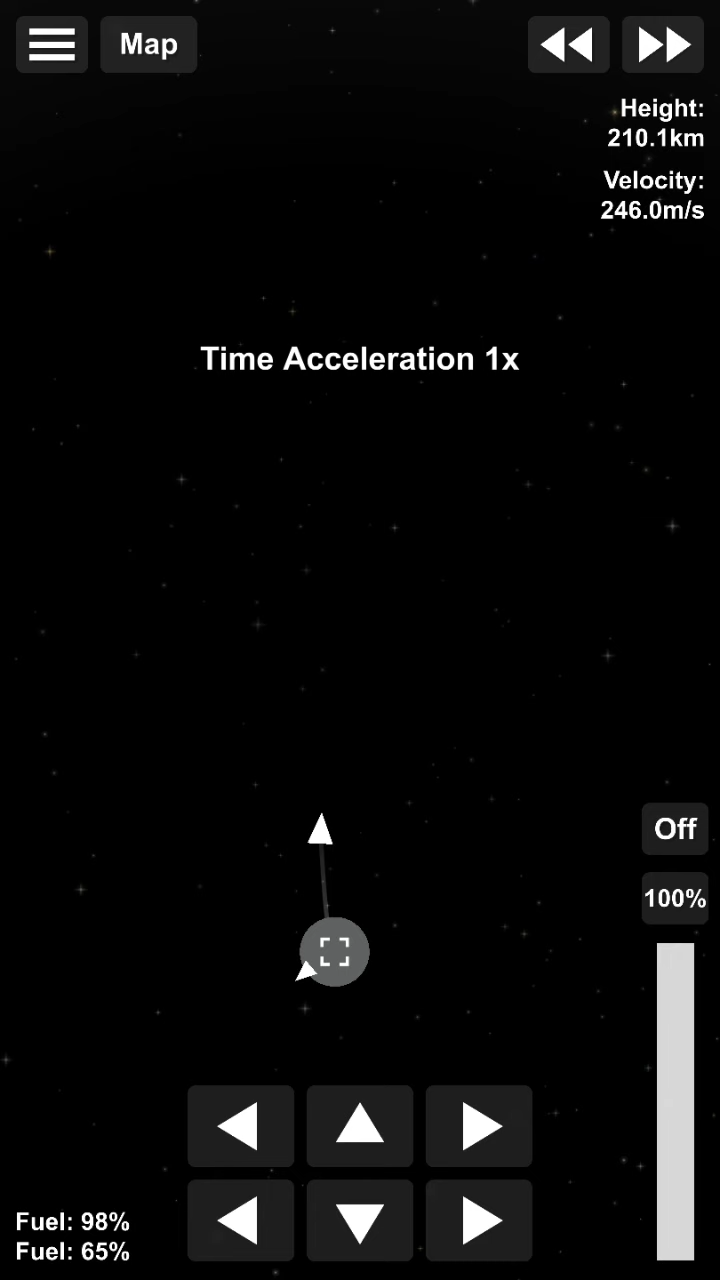 Map
Height:
210.1km
Velocity:
246.0m/s
Time Acceleration 1x
Off
100%
Fuel: 98%
Fuel: 65%